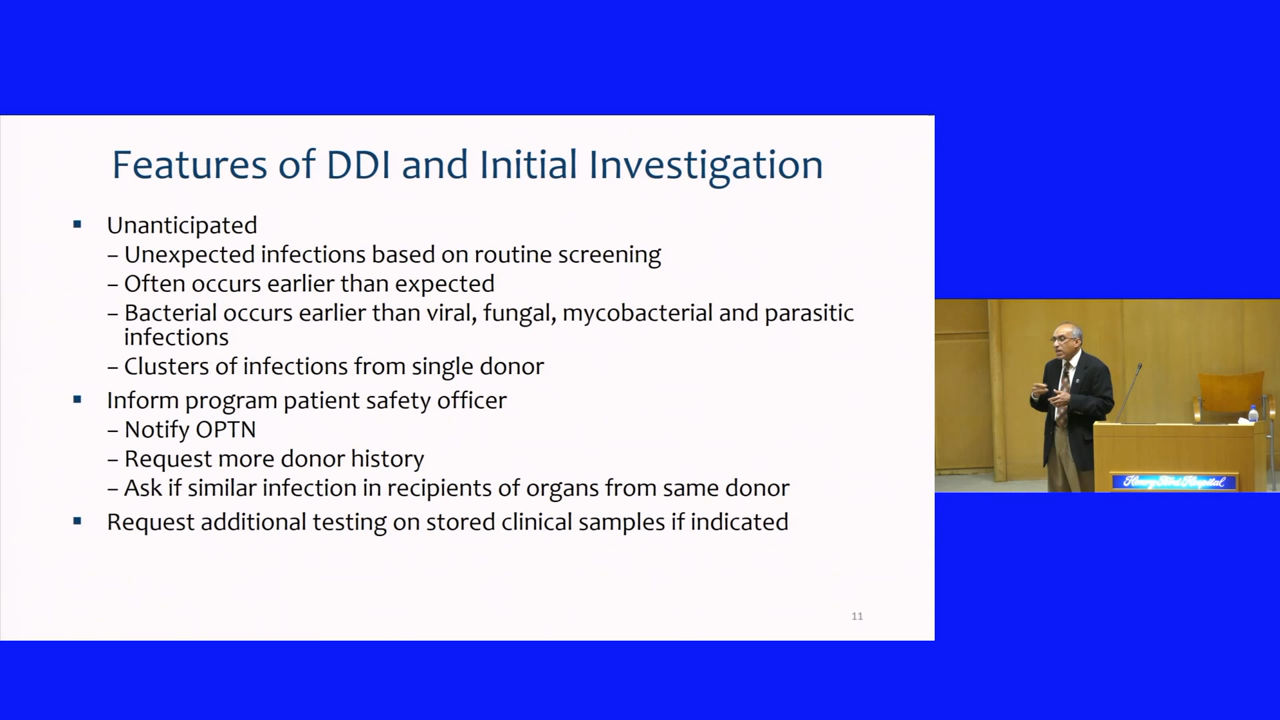 Features of DDI and Initial Investigation
▪ Unanticipated
– Unexpected infections based on routine screening
– Often occurs earlier than expected
– Bacterial occurs earlier than viral, fungal, mycobacterial and parasitic
infections
– Clusters of infections from single donor
▪ Inform program patient safety officer
– Notify OPTN
– Request more donor history
– Ask if similar infection in recipients of organs from same donor
▪ Request additional testing on stored clinical samples if indicated
11
Henry Ford Hospital